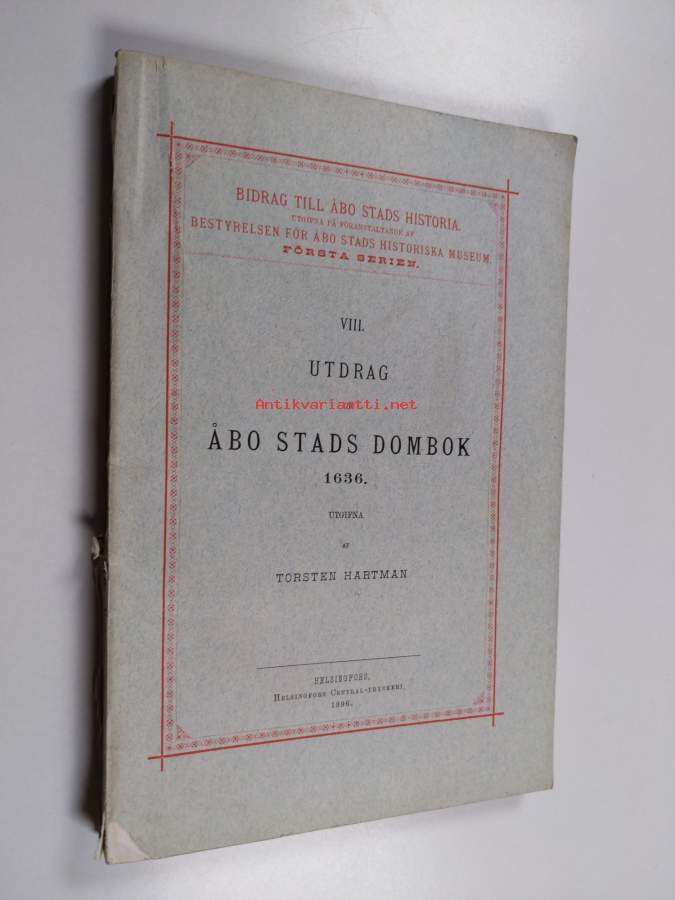 BIDRAG TILL ÅBO STADS HISTORIA.
UTGIFNA PÅ FÖRANSTALTANDE AF
BESTYRELSEN FÖR ÅBO STADS HISTORISKA MUSEUM.
FÖRSTA SERIEN.
VIII.
UTDRAG
Antikvariaatti.net
ÅBO STADS DOMBOK
1636.
UTGIFNA
AF
TORSTEN HARTMAN
HELSINGFORS,
HELSINGFORS CENTRAL-TRYCKERI,
1896.